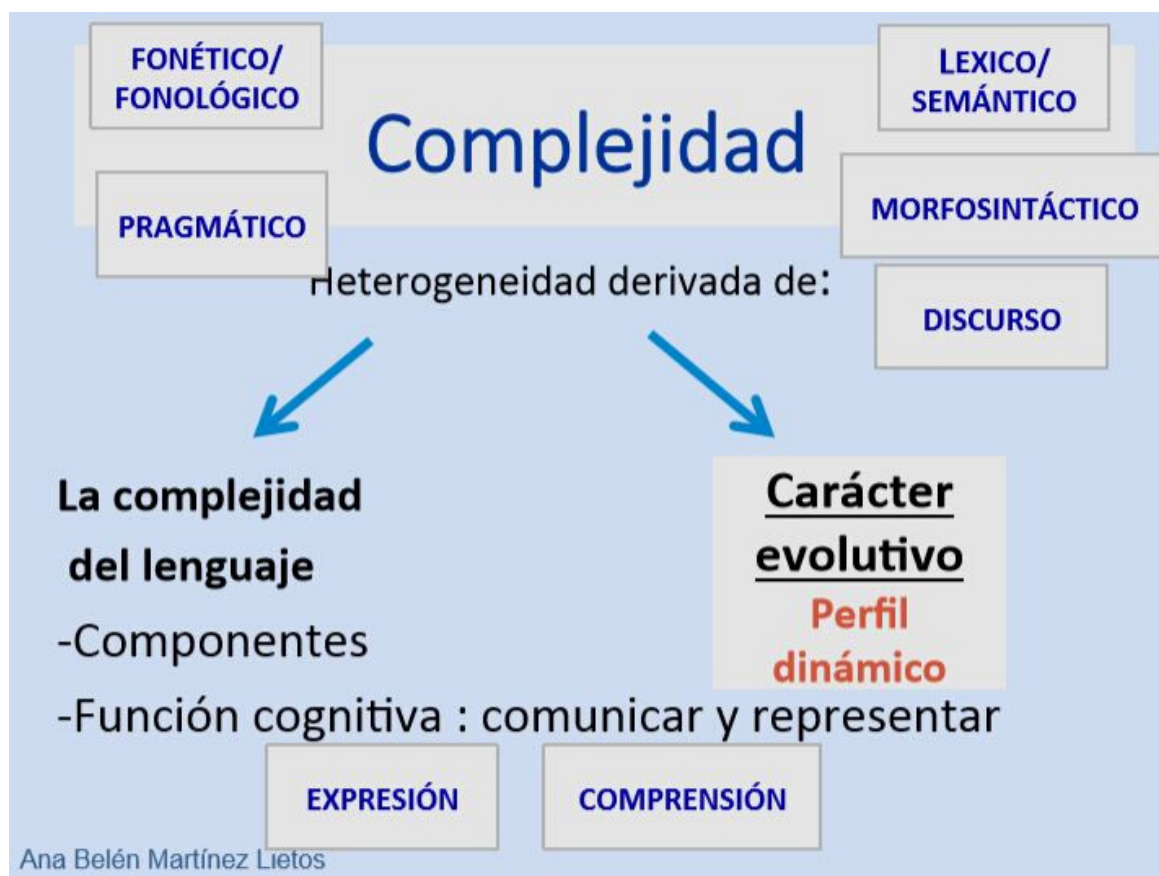 FONÉTICO/
FONOLÓGICO
LEXICO/
SEMÁNTICO
Complejidad
PRAGMÁTICO
MORFOSINTÁCTICO
Heterogeneidad derivada de:
DISCURSO
La complejidad
del lenguaje
-Componentes
-Función cognitiva : comunicar y representar
Carácter
evolutivo
Perfil
dinámico
EXPRESIÓN
COMPRENSIÓN
Ana Belén Martínez Lietos